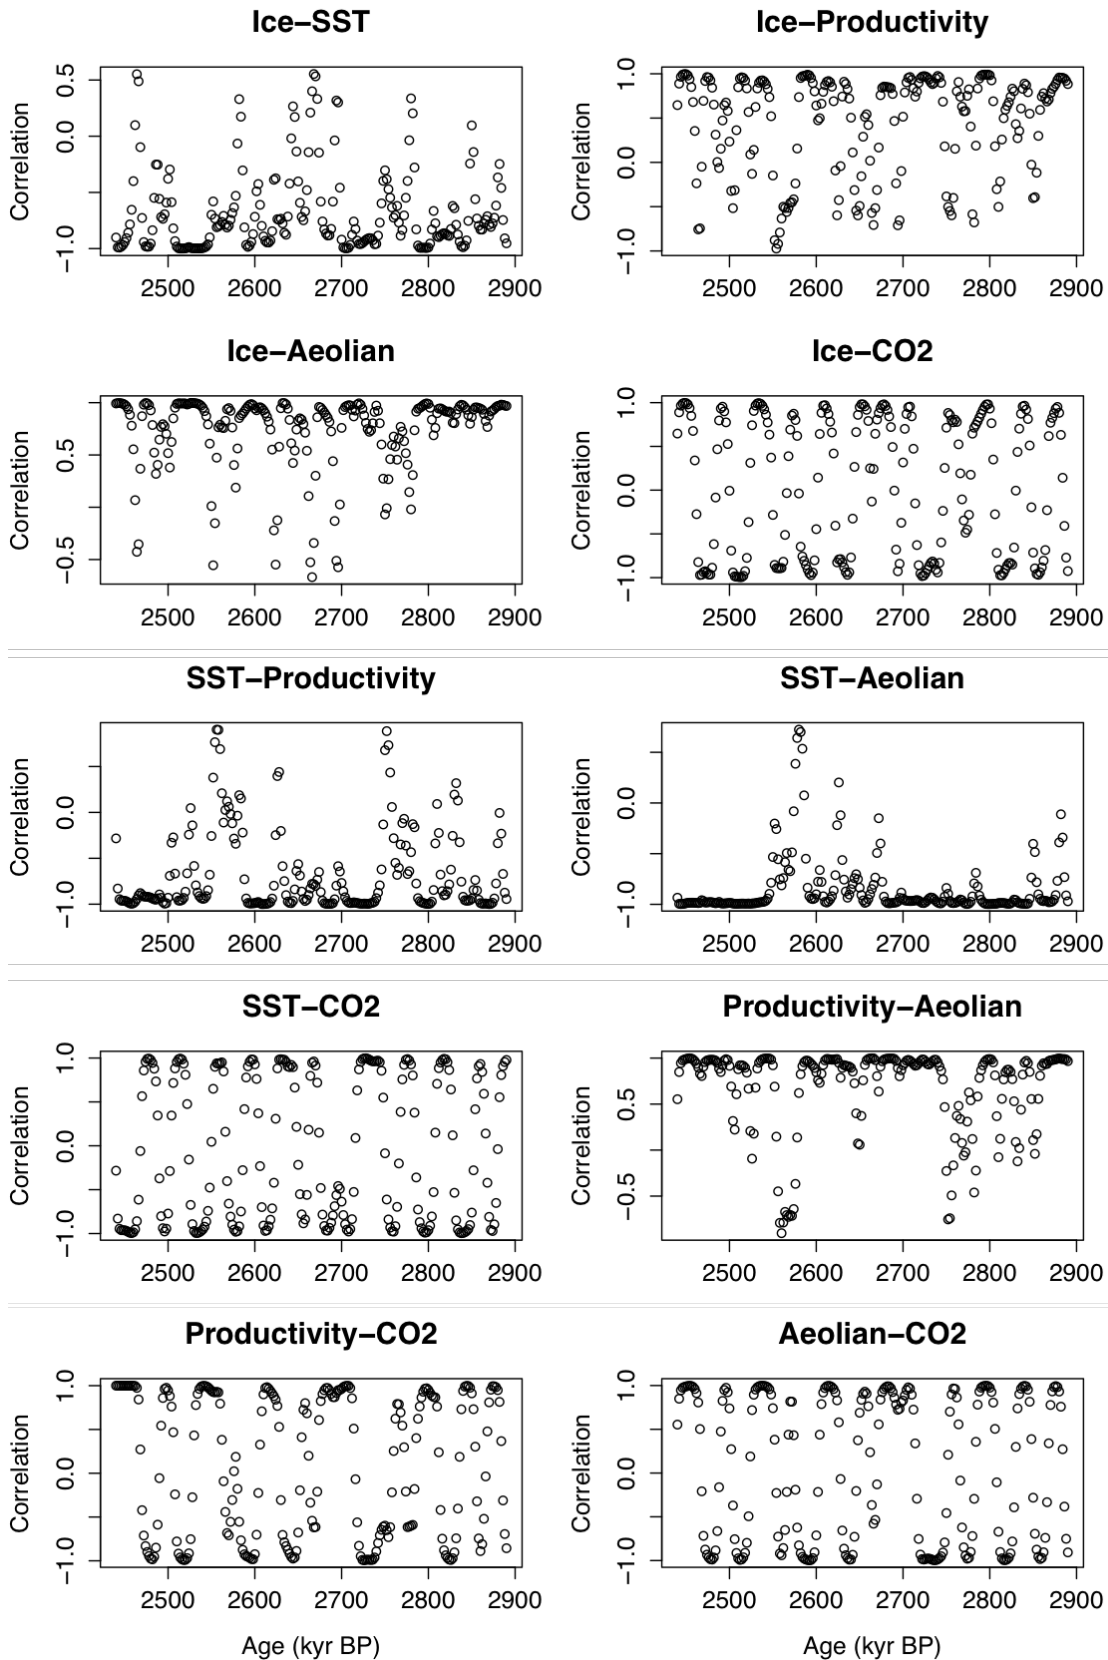 Ice–SST
Correlation
0.5
0.0
−1.0
2500 2600 2700 2800 2900
Ice–Productivity
Correlation
1.0
0.0
−1.0
2500 2600 2700 2800 2900
Ice–Aeolian
Correlation
0.5
−0.5
2500 2600 2700 2800 2900
Ice–CO2
Correlation
1.0
0.0
−1.0
2500 2600 2700 2800 2900
SST–Productivity
Correlation
0.0
−1.0
2500 2600 2700 2800 2900
SST–Aeolian
Correlation
0.0
−1.0
2500 2600 2700 2800 2900
SST–CO2
Correlation
1.0
0.0
−1.0
2500 2600 2700 2800 2900
Productivity–Aeolian
Correlation
0.5
−0.5
2500 2600 2700 2800 2900
Productivity–CO2
Correlation
1.0
0.0
−1.0
2500 2600 2700 2800 2900
Age (kyr BP)
Aeolian–CO2
Correlation
1.0
0.0
−1.0
2500 2600 2700 2800 2900
Age (kyr BP)